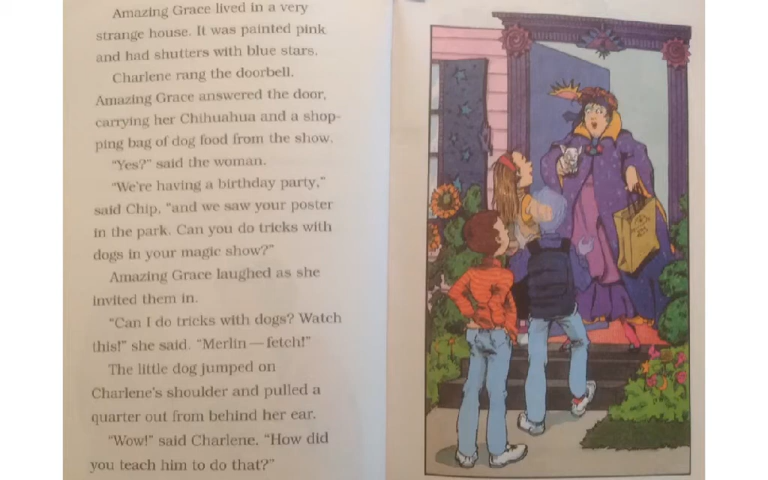 Amazing Grace lived in a very
strange house. It was painted pink
and had shutters with blue stars.
Charlene rang the doorbell.
Amazing Grace answered the door,
carrying her Chihuahua and a shop-
ping bag of dog food from the show.
"Yes?" said the woman.
"We're having a birthday party,"
said Chip, "and we saw your poster
in the park. Can you do tricks with
dogs in your magic show?"
Amazing Grace laughed as she
invited them in.
"Can I do tricks with dogs? Watch
this!" she said. "Merlin — fetch!"
The little dog jumped on
Charlene's shoulder and pulled a
quarter out from behind her ear.
"Wow!" said Charlene. "How did
you teach him to do that?"